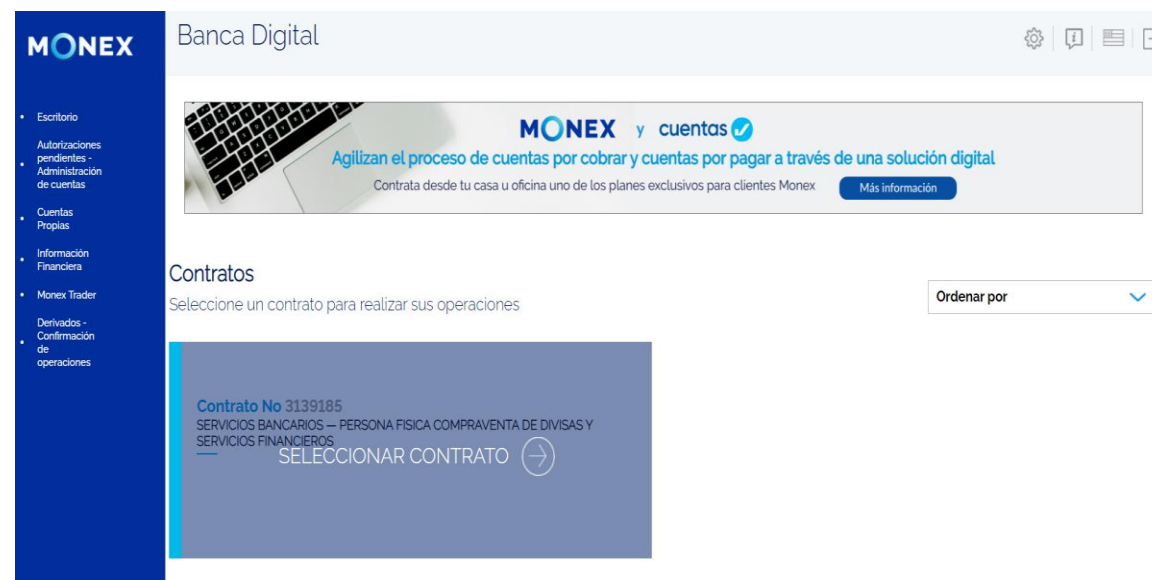 MONEX
Banca Digital
Escritorio
Autorizaciones
pendientes -
Administración
de cuentas
Cuentas
Propias
Información
Financiera
Monex Trader
Derivados -
Confirmación
de
operaciones
MONEX y cuentas
Agilizan el proceso de cuentas por cobrar y cuentas por pagar a través de una solución digital
Contrata desde tu casa u oficina uno de los planes exclusivos para clientes Monex
Más información
Contratos
Seleccione un contrato para realizar sus operaciones
Ordenar por
Contrato No 3139185
SERVICIOS BANCARIOS — PERSONA FISICA COMPRAVENTA DE DIVISAS Y
SERVICIOS FINANCIEROS
SELECCIONAR CONTRATO